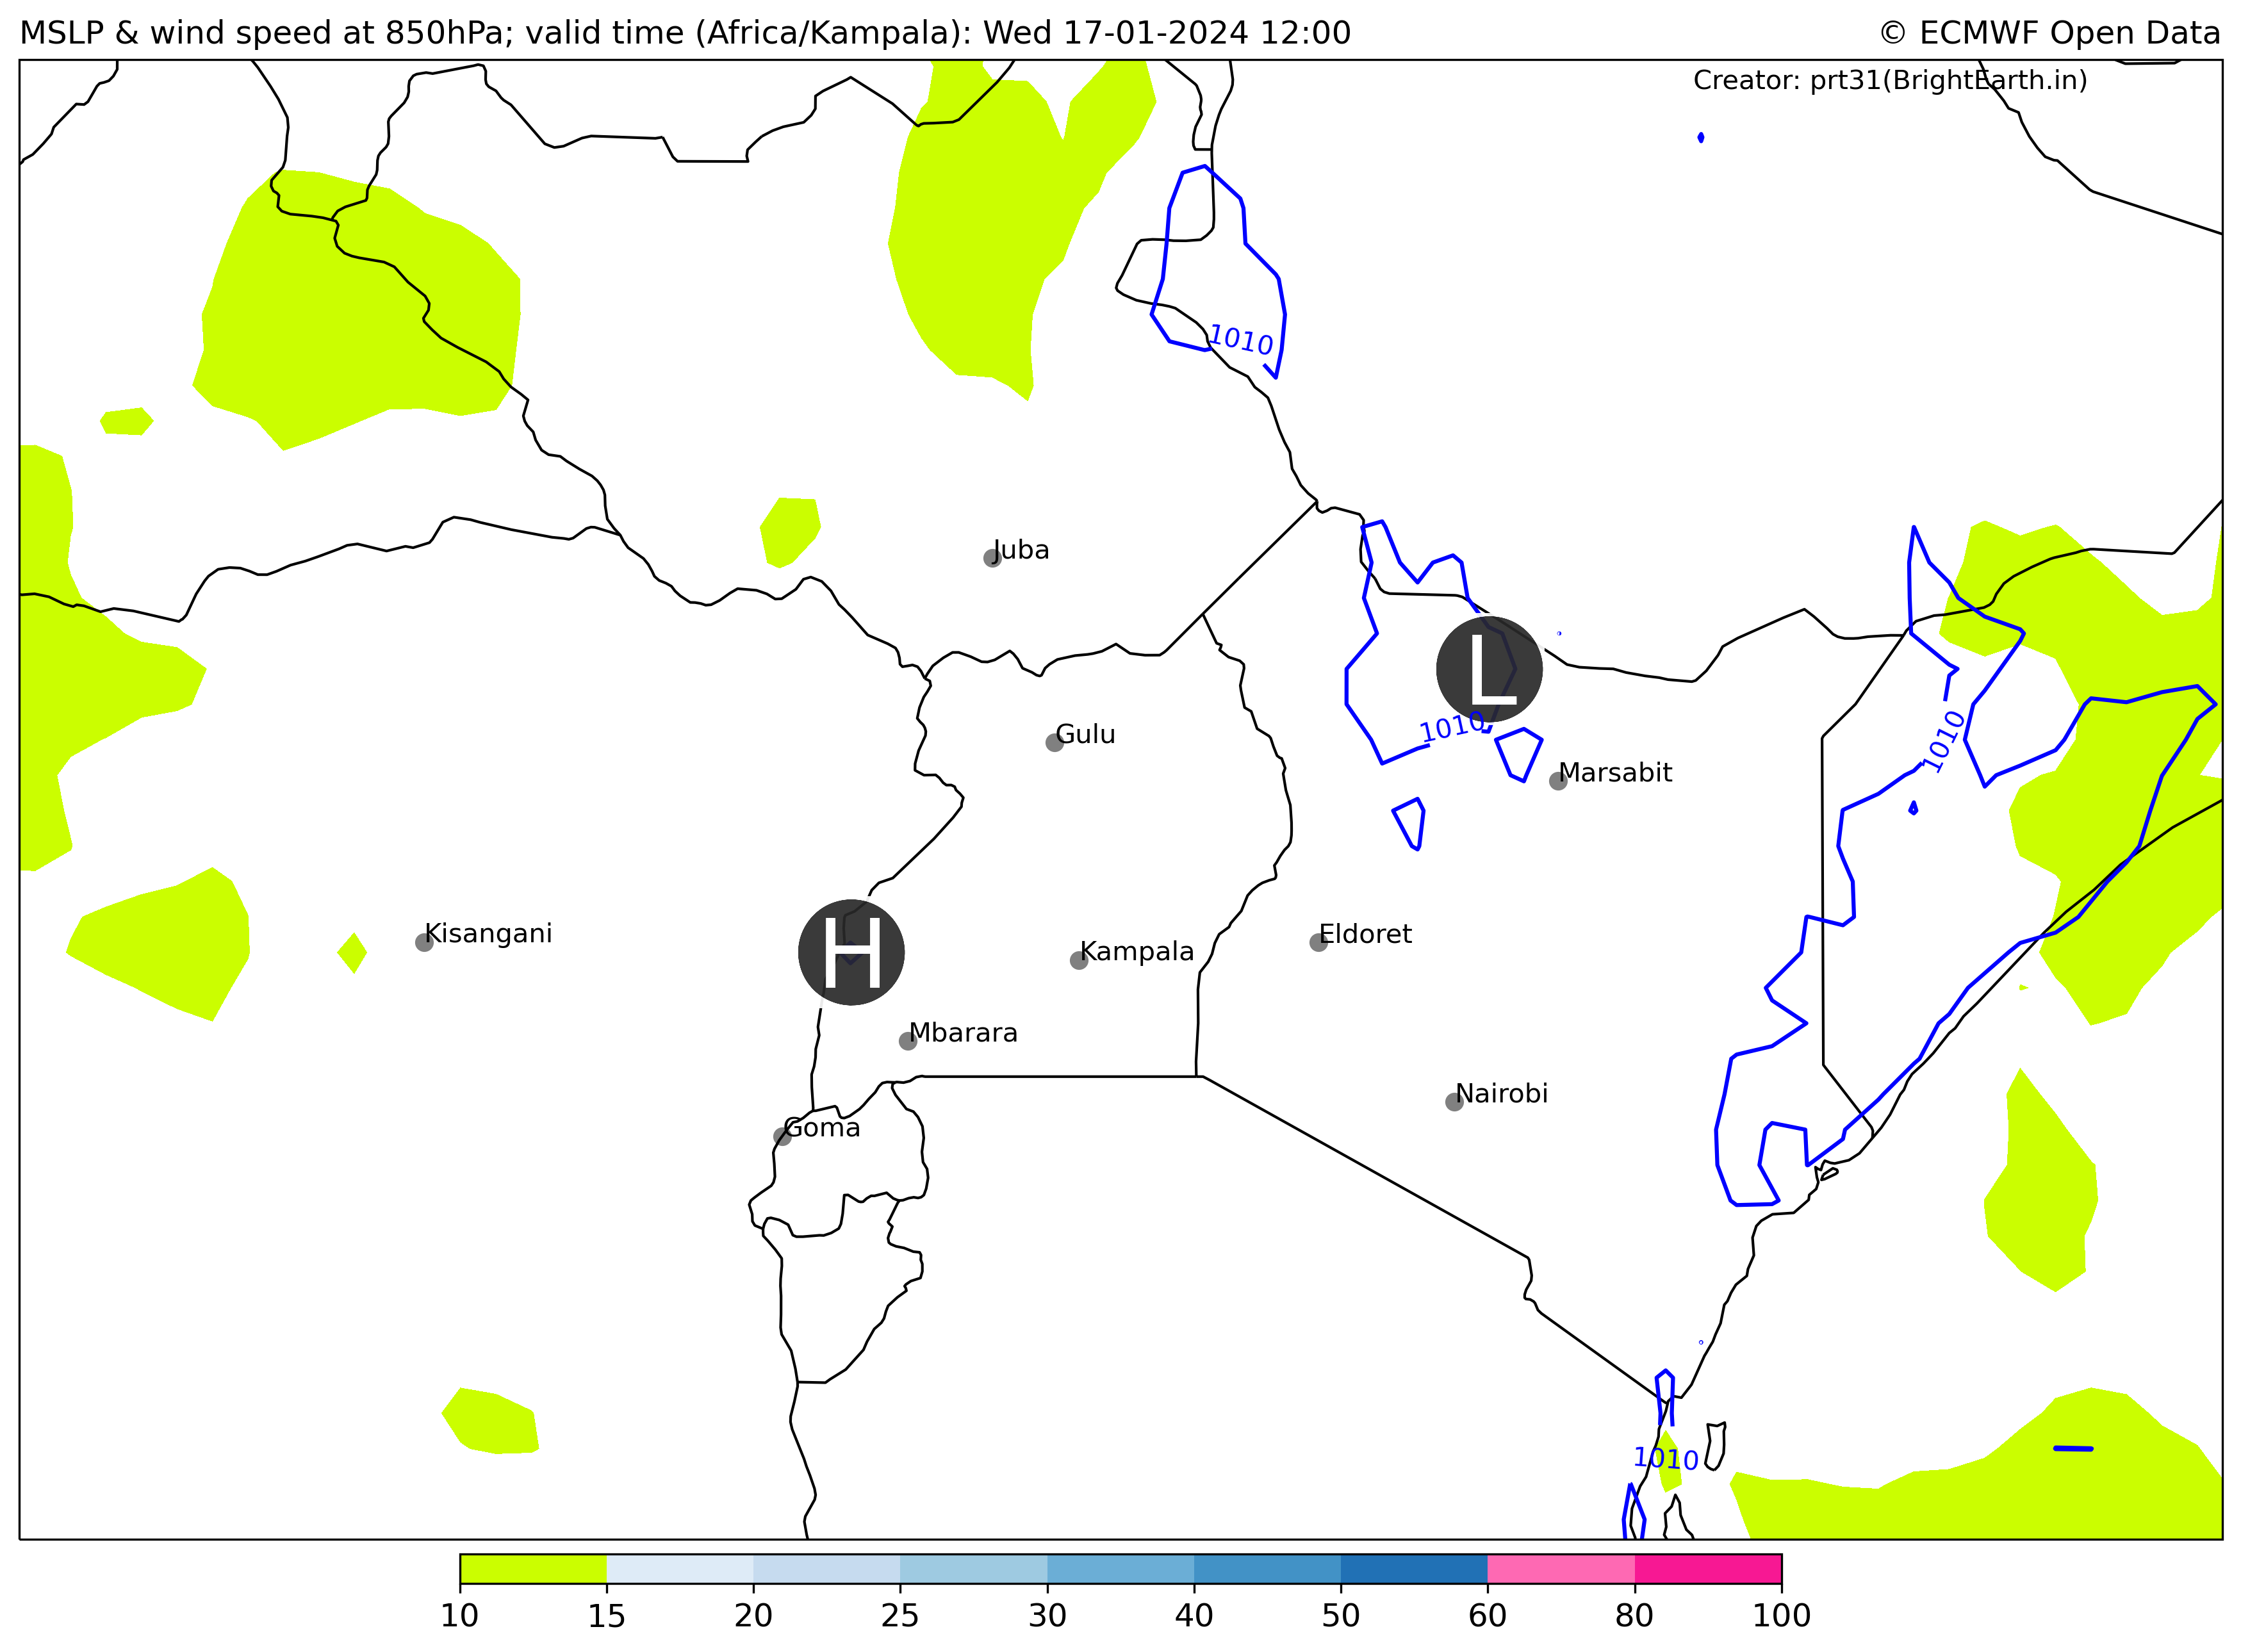 MSLP & wind speed at 850hPa; valid time (Africa/Kampala): Wed 17-01-2024 12:00
© ECMWF Open Data
Creator: prt31(BrightEarth.in)
1010
Juba
L
1010
Gulu
1010
Marsabit
Kisangani
H
Eldoret
Kampala
Mbarara
Nairobi
Goma
1010
10 15 20 25 30 40 50 60 80 100